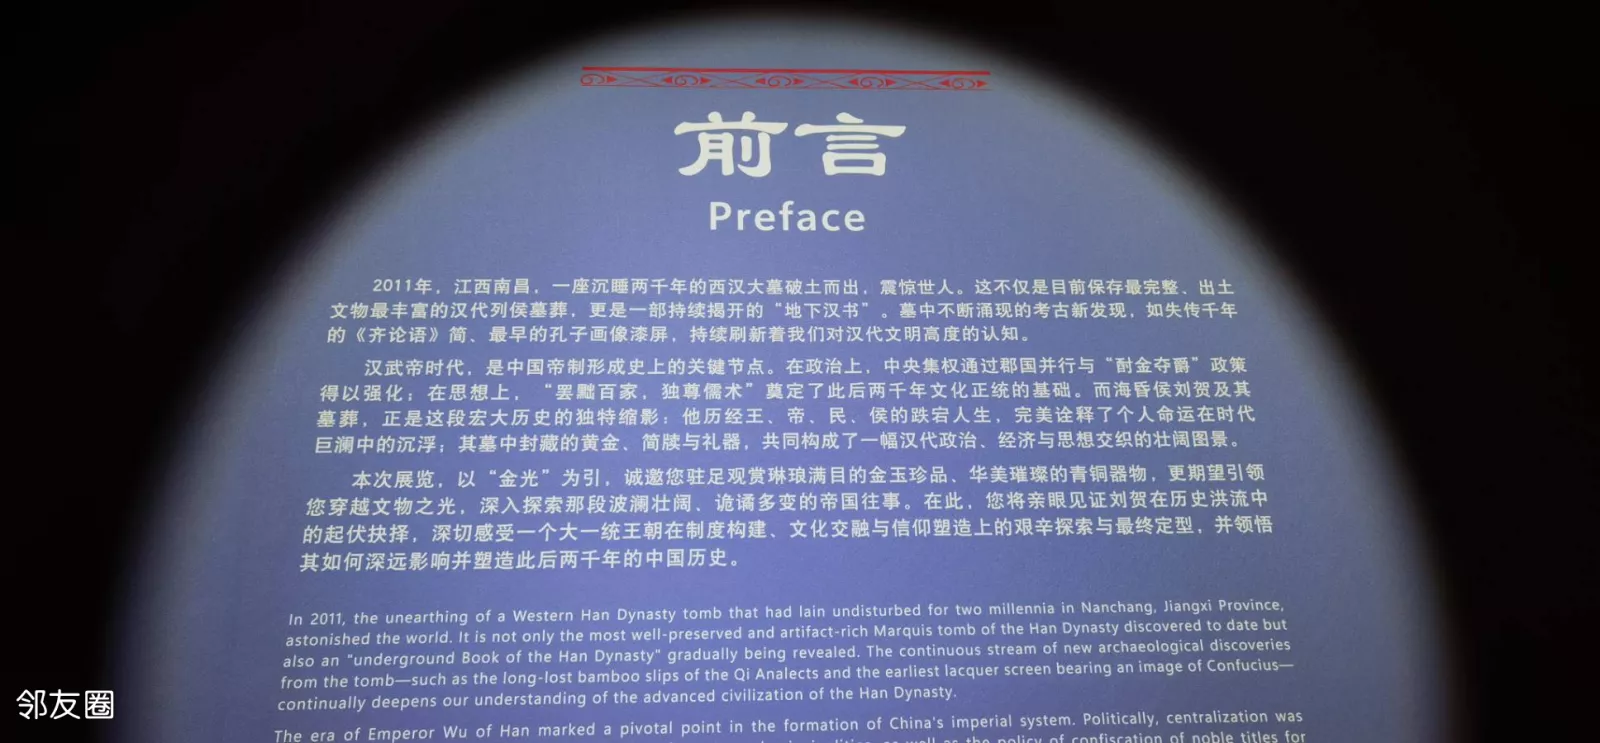 前言
Preface
2011年，江西南昌，一座沉睡两千年的西汉大墓破土而出，震惊世人。这不仅是目前保存最完整、出土
文物最丰富的汉代列侯墓葬，更是一部持续揭开的“地下汉书”。墓中不断涌现的考古新发现，如失传千年
的《齐论语》简、最早的孔子画像漆屏，持续刷新着我们对汉代文明高度的认知。
汉武帝时代，是中国帝制形成史上的关键节点。在政治上，中央集权通过郡国并行与“酎金夺爵”政策
得以强化；在思想上，“罢黜百家，独尊儒术”奠定了此后两千年文化正统的基础。而海昏侯刘贺及其
墓葬，正是这段宏大历史的独特缩影：他历经王、帝、民、侯的跌宕人生，完美诠释了个人命运在时代
巨澜中的沉浮；其墓中封藏的黄金、简牍与礼器，共同构成了一幅汉代政治、经济与思想交织的壮阔图景。
本次展览，以“金光”为引，诚邀您驻足观赏琳琅满目的金玉珍品、华美璀璨的青铜器物，更期望引领
您穿越文物之光，深入探索那段波澜壮阔、诡谲多变的帝国往事。在此，您将亲眼见证刘贺在历史洪流中
的起伏抉择，深切感受一个大一统王朝在制度构建、文化交融与信仰塑造上的艰辛探索与最终定型，并领悟
其如何深远影响并塑造此后两千年的中国历史。
In 2011, the unearthing of a Western Han Dynasty tomb that had lain undisturbed for two millennia in Nanchang, Jiangxi Province,
astonished the world. It is not only the most well-preserved and artifact-rich Marquis tomb of the Han Dynasty discovered to date but
also an "underground Book of the Han Dynasty" gradually being revealed. The continuous stream of new archaeological discoveries
from the tomb—such as the long-lost bamboo slips of the Qi Analects and the earliest lacquer screen bearing an image of Confucius—
continually deepens our understanding of the advanced civilization of the Han Dynasty.
The era of Emperor Wu of Han marked a pivotal point in the formation of China's imperial system. Politically, centralization was
as well as the policy of confiscation of noble titles for
邻友圈